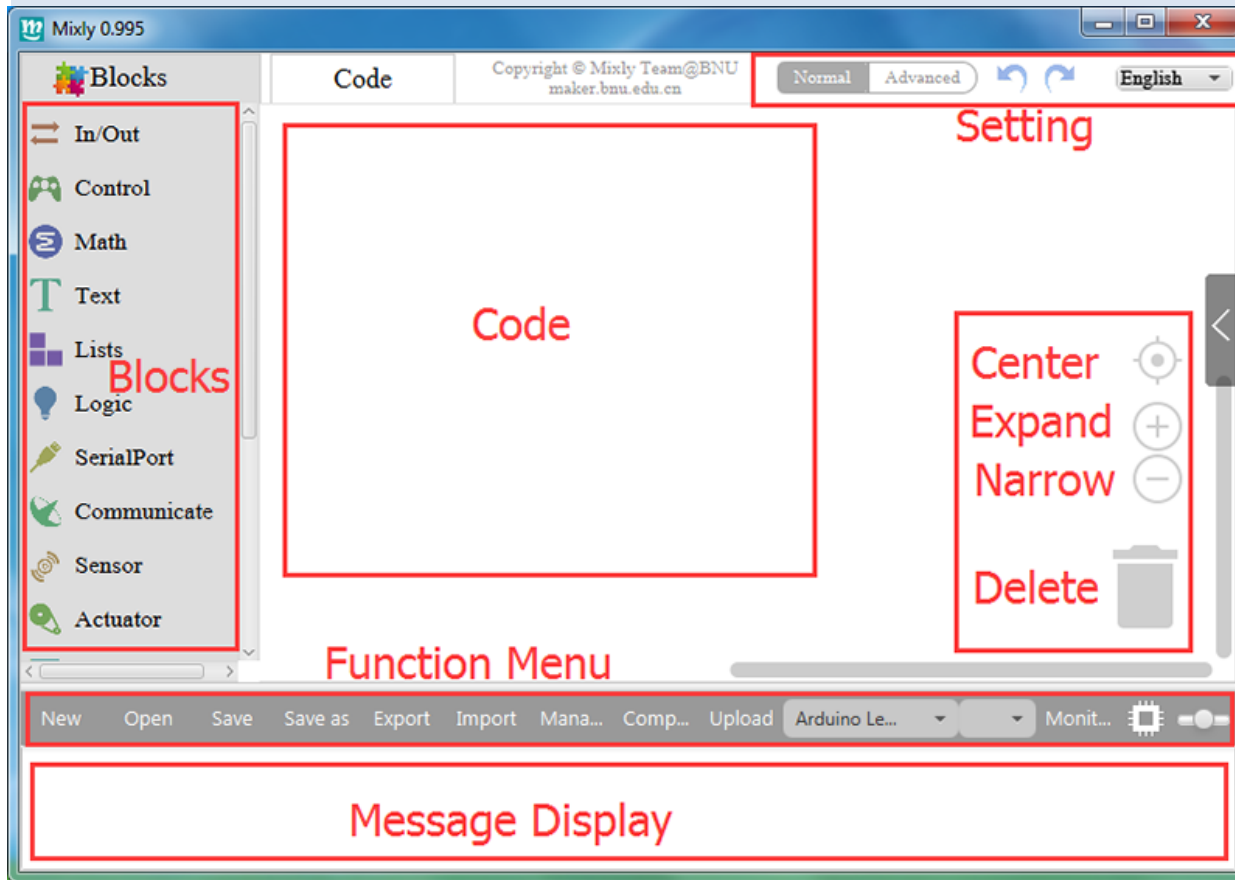 Mixly 0.995
Blocks
Code
Copyright © Mixly Team@BNU
maker.bnu.edu.cn
Normal
Advanced
English
Setting
In/Out
Control
Math
Text
Lists
Blocks
Logic
SerialPort
Communicate
Sensor
Actuator
Code
Center
Expand
Narrow
Delete
Function Menu
New Open Save Save as Export Import Mana... Comp... Upload Arduino Le... Monit...
Message Display